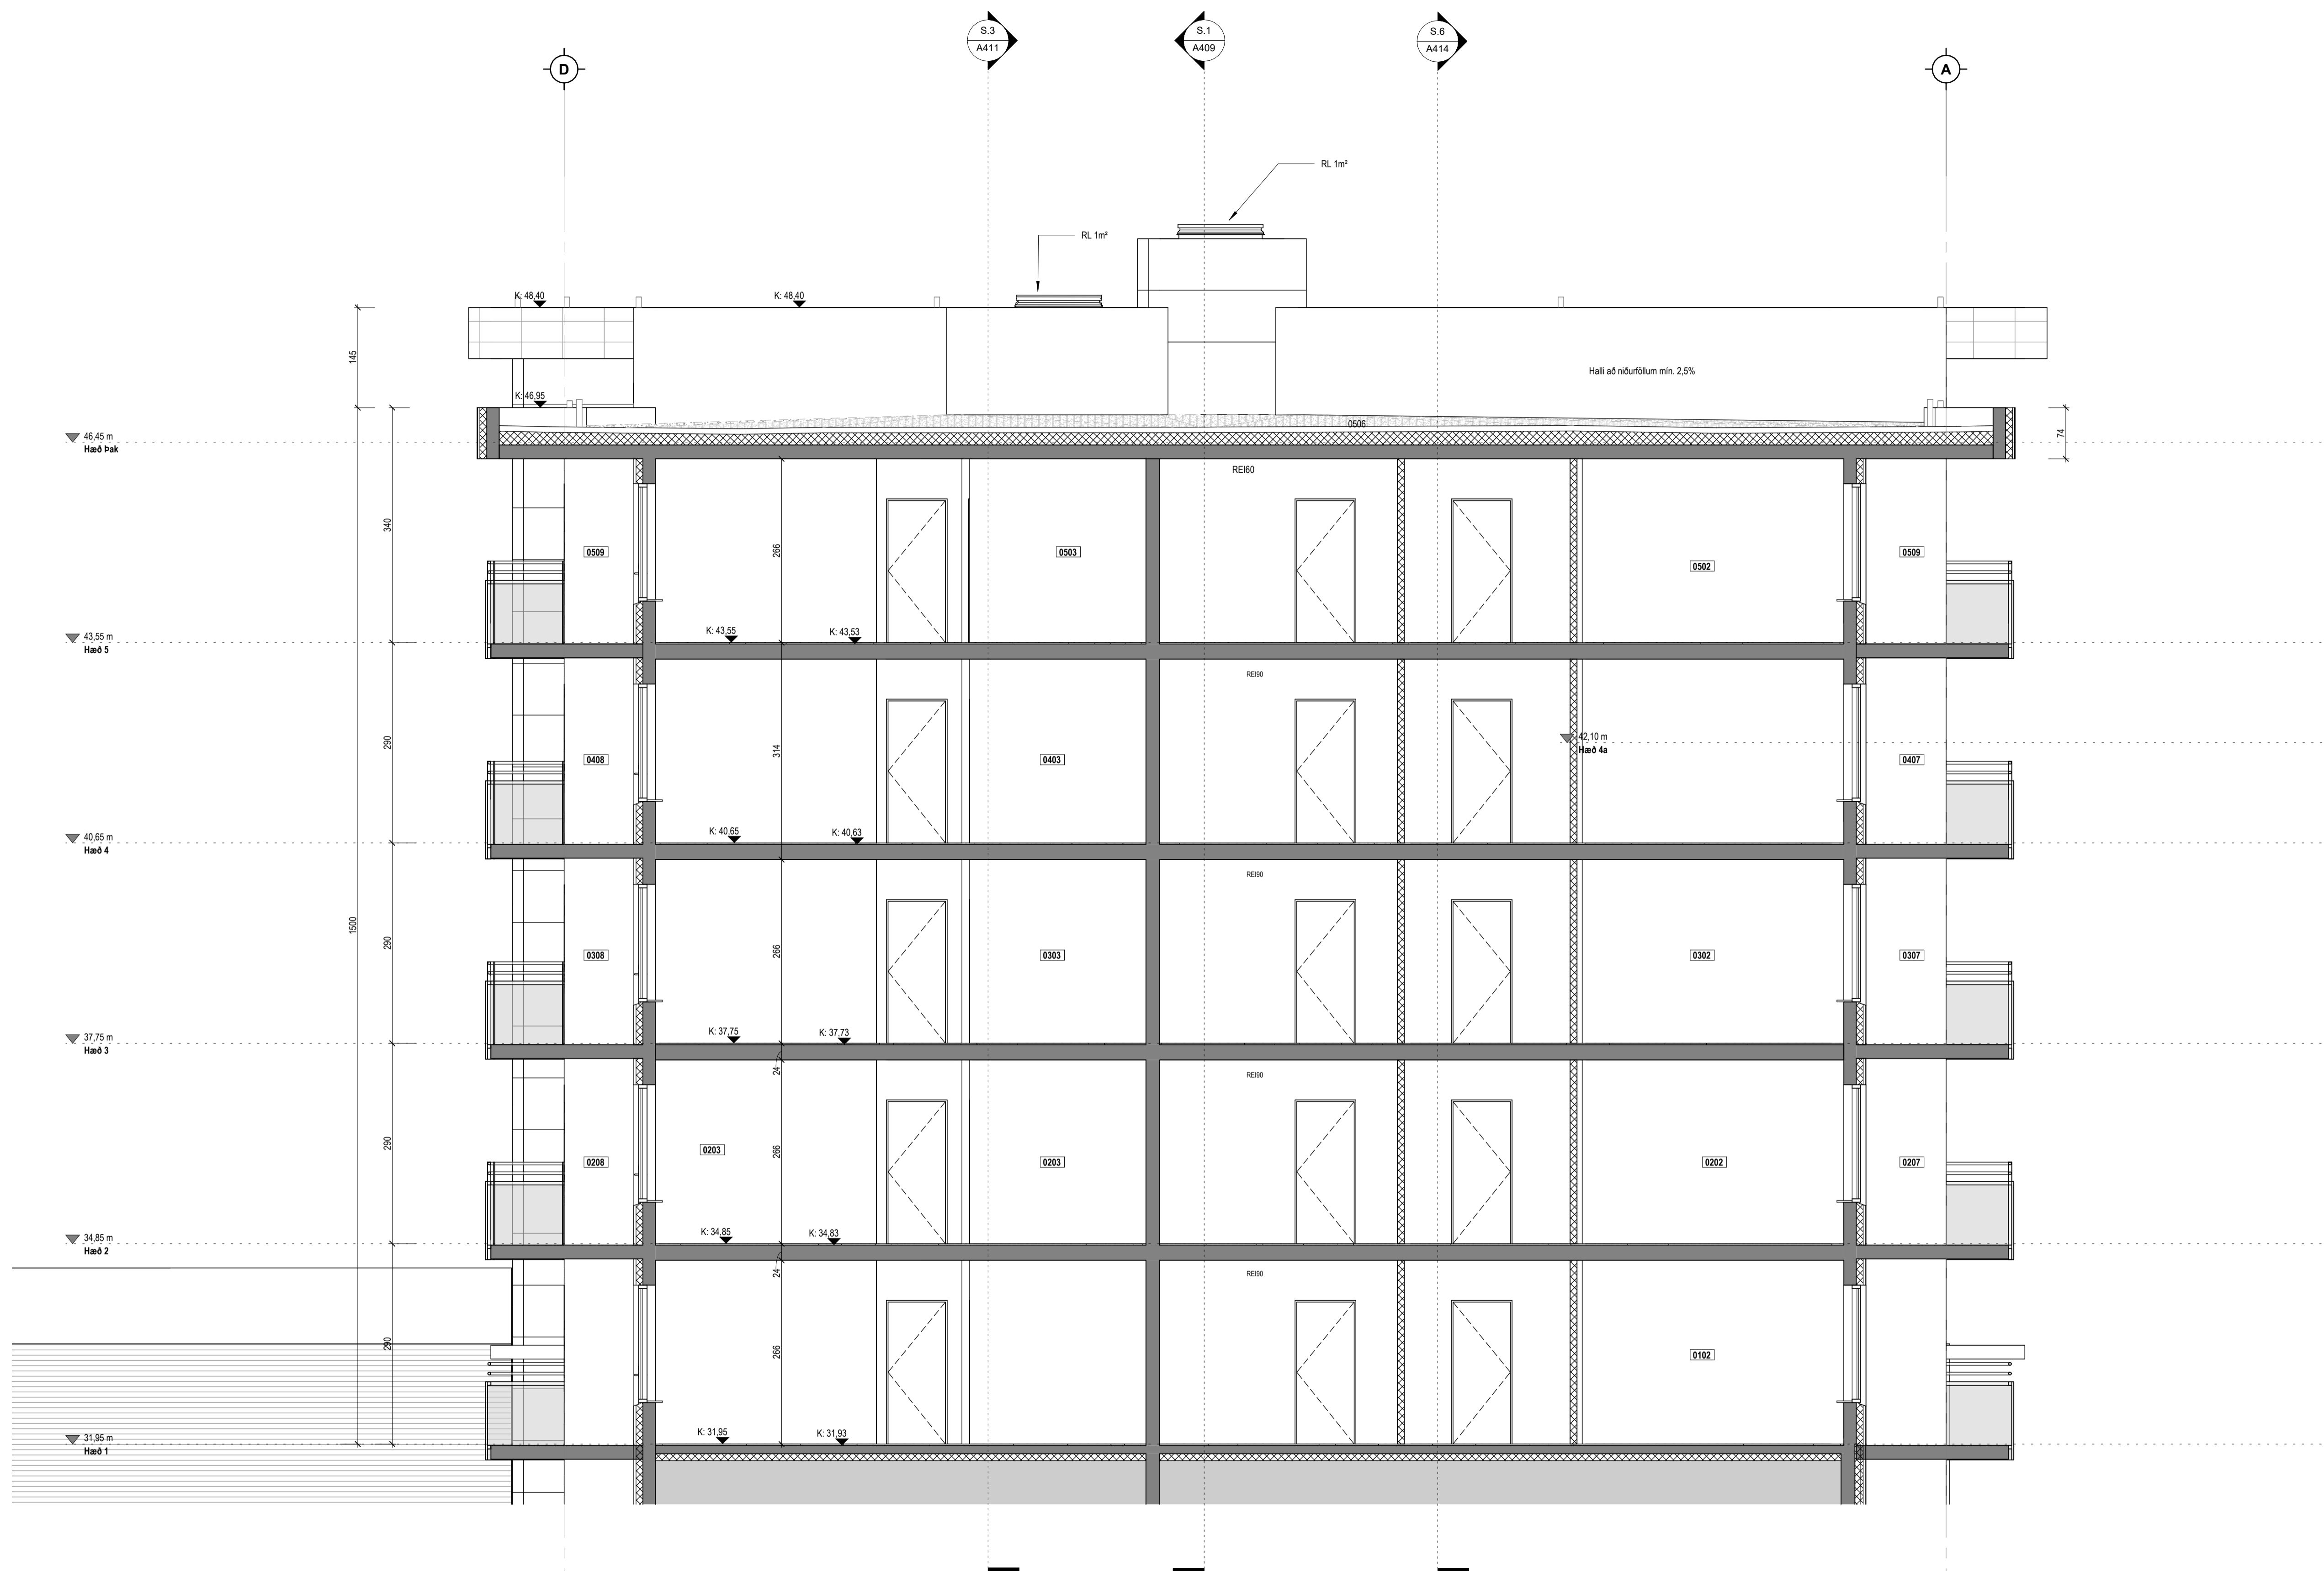 S.3
A411
S.1
A409
S.6
A414
D
A
RL 1m²
RL 1m²
K: 48,40
K: 48,40
145
Halli að niðurföllum mín. 2,5%
K: 46,95
0506
74
46,45 m
Hæð Þak
REI60
340
266
0509
0503
0502
0509
43,55 m
Hæð 5
K: 43,55
K: 43,53
REI90
290
314
42,10 m
Hæð 4a
0408
0403
0407
40,65 m
Hæð 4
K: 40,65
K: 40,63
REI90
1500
290
266
0308
0303
0302
0307
37,75 m
Hæð 3
K: 37,75
K: 37,73
24
REI90
290
266
0203
0208
0203
0202
0207
34,85 m
Hæð 2
K: 34,85
K: 34,83
24
REI90
290
266
0102
31,95 m
Hæð 1
K: 31,95
K: 31,93